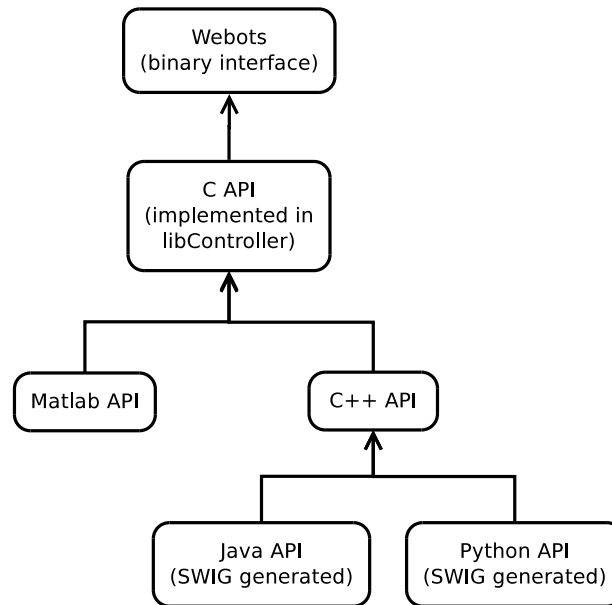 Webots
(binary interface)
C API
(implemented in
libController)
Matlab API
C++ API
Java API
(SWIG generated)
Python API
(SWIG generated)